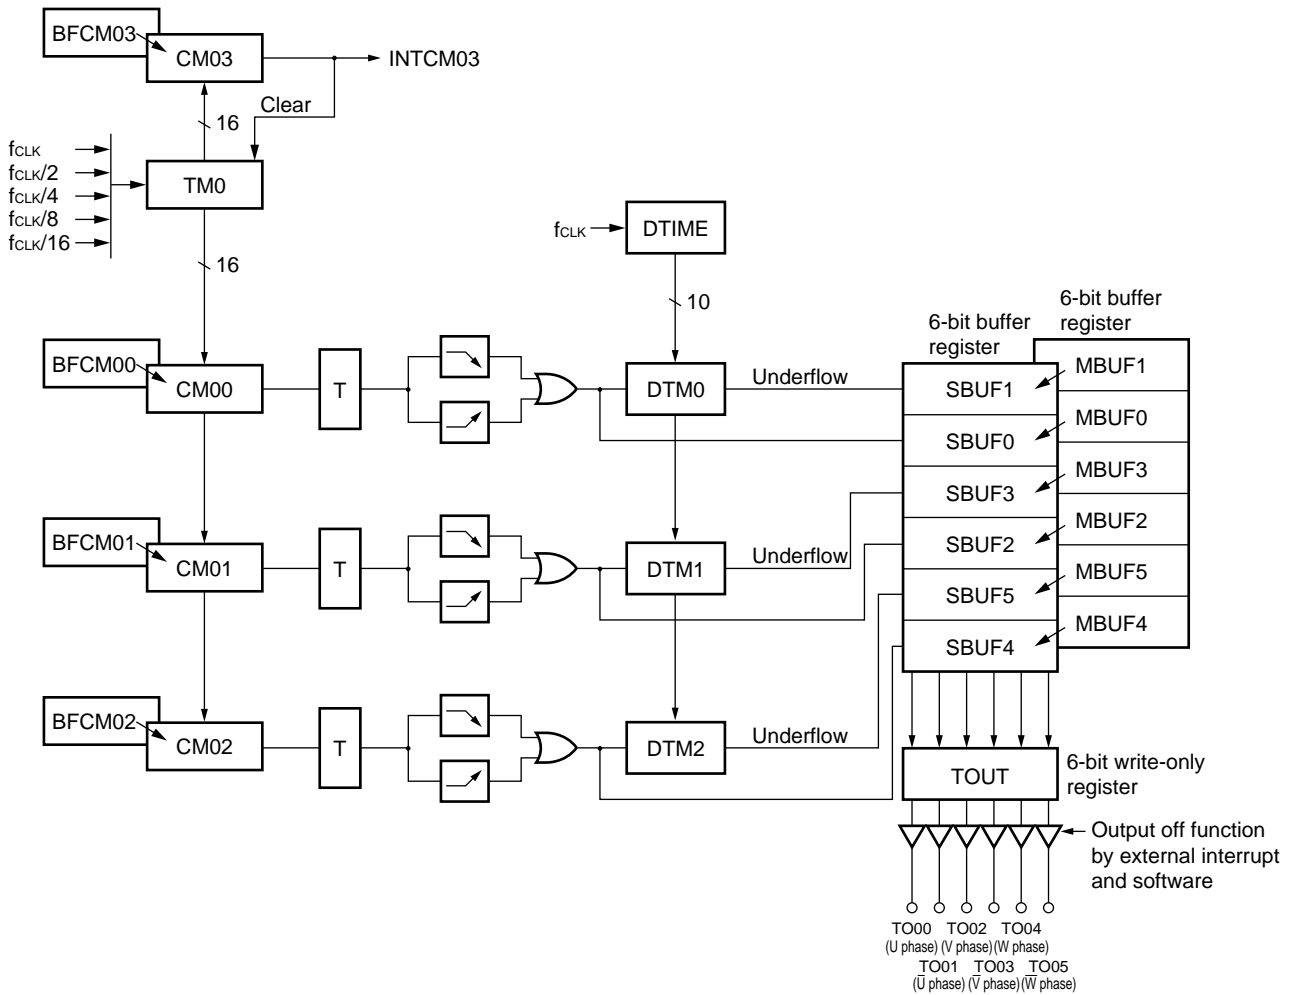 BFCM03
CM03
INTCM03
Clear
16
fCLK
fCLK/2
fCLK/4
fCLK/8
fCLK/16
TM0
16
fCLK
DTIME
10
6-bit buffer
register
6-bit buffer
register
BFCM00
CM00
T
DTM0
Underflow
SBUF1
MBUF1
SBUF0
MBUF0
SBUF3
MBUF3
BFCM01
CM01
T
DTM1
Underflow
SBUF2
MBUF2
SBUF5
MBUF5
SBUF4
MBUF4
BFCM02
CM02
T
DTM2
Underflow
TOUT
6-bit write-only
register
Output off function
by external interrupt
and software
TO00
(U phase)
TO02
(V phase)
TO04
(W phase)
TO01
(U̅ phase)
TO03
(V̅ phase)
TO05
(W̅ phase)